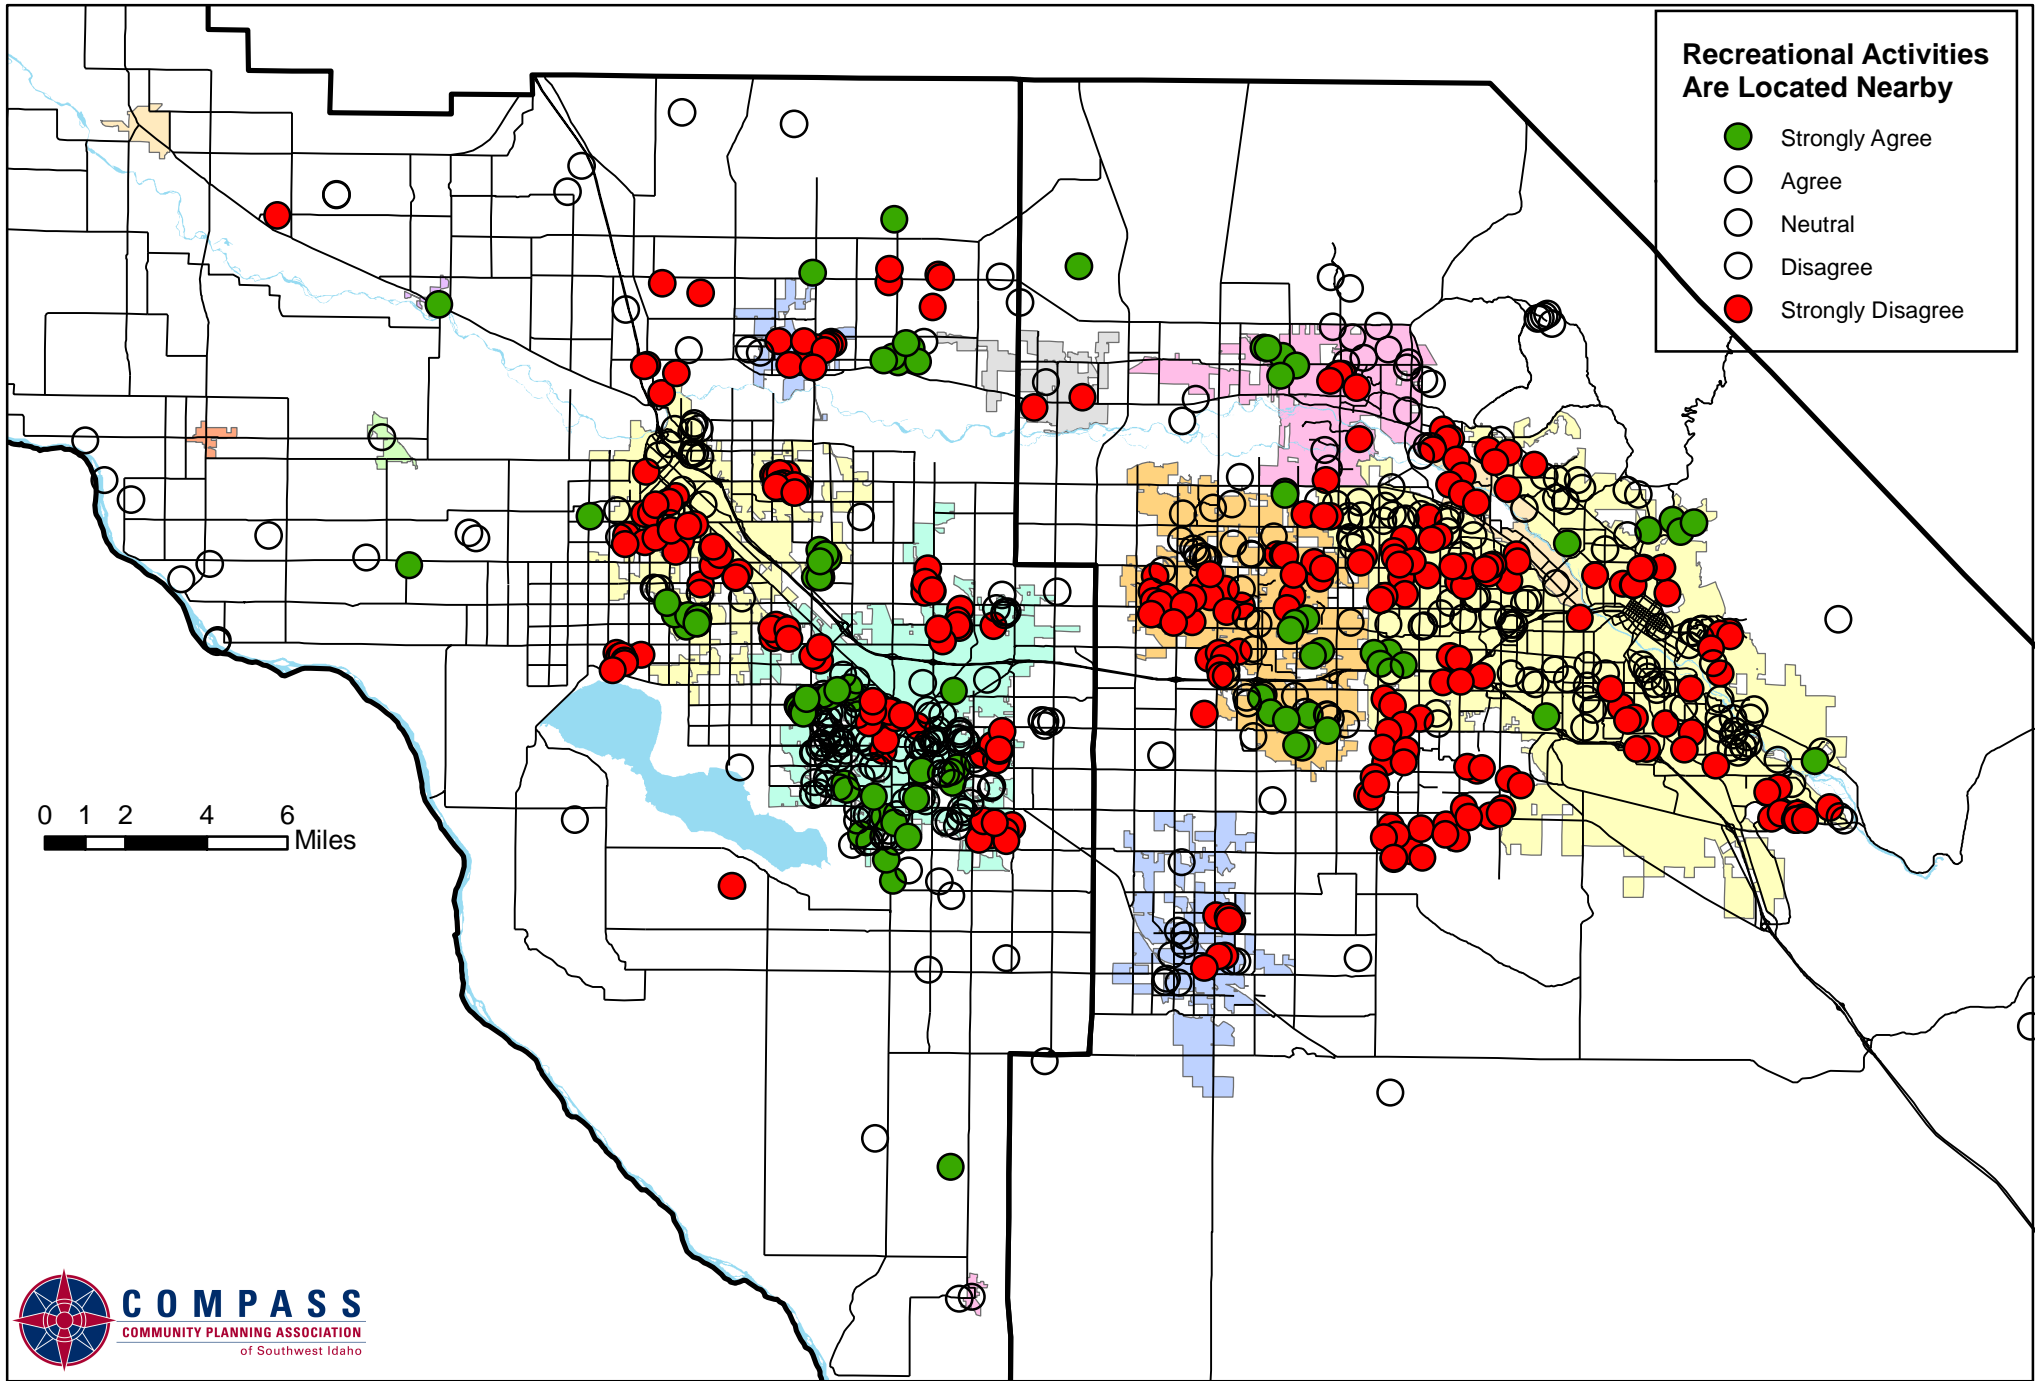 Recreational Activities
Are Located Nearby
Strongly Agree
Agree
Neutral
Disagree
Strongly Disagree
0 1 2 4 6
Miles
COMPASS
COMMUNITY PLANNING ASSOCIATION
of Southwest Idaho